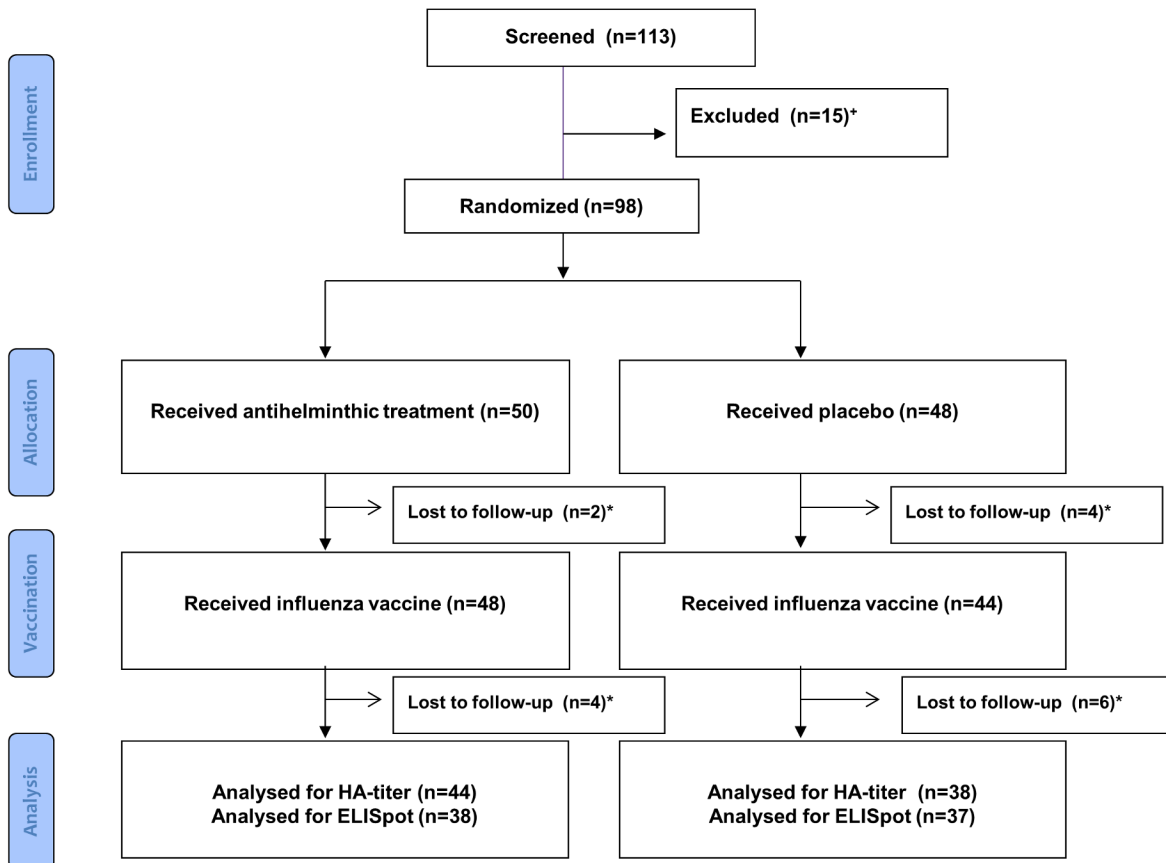 Enrollment
Screened (n=113)
Excluded (n=15)⁺
Randomized (n=98)
Allocation
Received antihelminthic treatment (n=50)
Received placebo (n=48)
Lost to follow-up (n=2)*
Lost to follow-up (n=4)*
Vaccination
Received influenza vaccine (n=48)
Received influenza vaccine (n=44)
Lost to follow-up (n=4)*
Lost to follow-up (n=6)*
Analysis
Analysed for HA-titer (n=44)
Analysed for ELISpot (n=38)
Analysed for HA-titer (n=38)
Analysed for ELISpot (n=37)